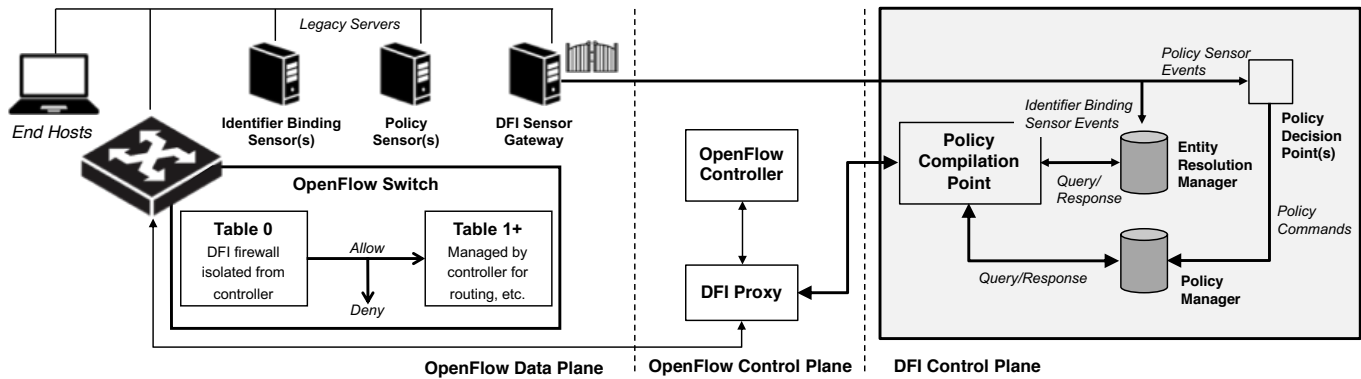 Legacy Servers
End Hosts
Identifier Binding
Sensor(s)
Policy
Sensor(s)
DFI Sensor
Gateway
OpenFlow Switch
Table 0
DFI firewall
isolated from
controller
Allow
Deny
Table 1+
Managed by
controller for
routing, etc.
OpenFlow Data Plane
OpenFlow
Controller
DFI Proxy
OpenFlow Control Plane
Policy Sensor
Events
Identifier Binding
Sensor Events
Policy
Decision
Point(s)
Policy
Compilation
Point
Query/
Response
Entity
Resolution
Manager
Policy
Commands
Query/Response
Policy
Manager
DFI Control Plane